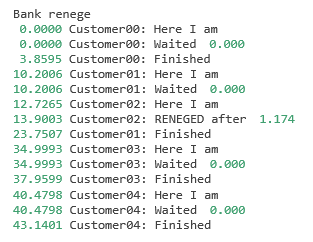 Bank renege
0.0000 Customer00: Here I am
0.0000 Customer00: Waited 0.000
3.8595 Customer00: Finished
10.2006 Customer01: Here I am
10.2006 Customer01: Waited 0.000
12.7265 Customer02: Here I am
13.9003 Customer02: RENEGED after 1.174
23.7507 Customer01: Finished
34.9993 Customer03: Here I am
34.9993 Customer03: Waited 0.000
37.9599 Customer03: Finished
40.4798 Customer04: Here I am
40.4798 Customer04: Waited 0.000
43.1401 Customer04: Finished